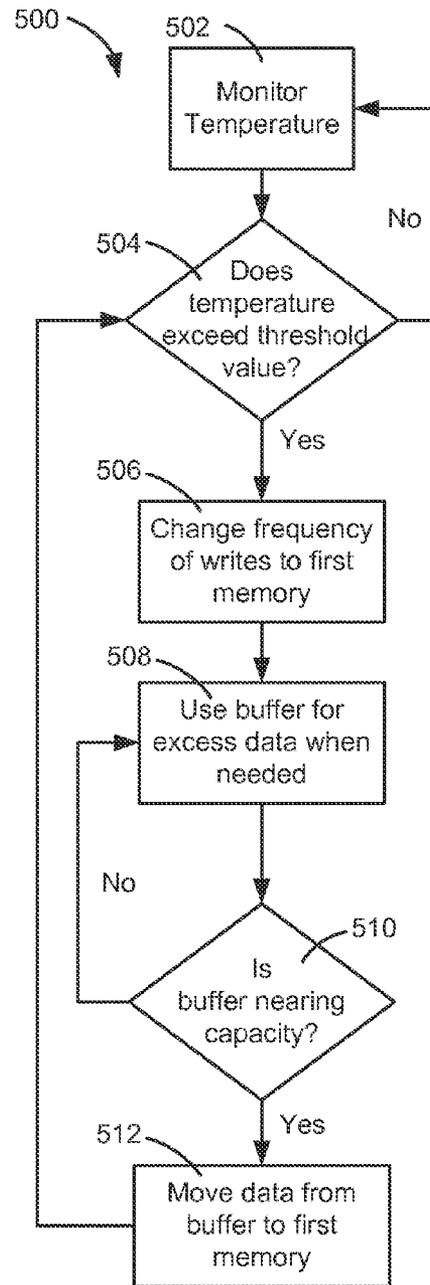 500
502
Monitor
Temperature
No
504
Does
temperature
exceed threshold
value?
Yes
506
Change frequency
of writes to first
memory
508
Use buffer for
excess data when
needed
No
510
Is
buffer nearing
capacity?
Yes
512
Move data from
buffer to first
memory